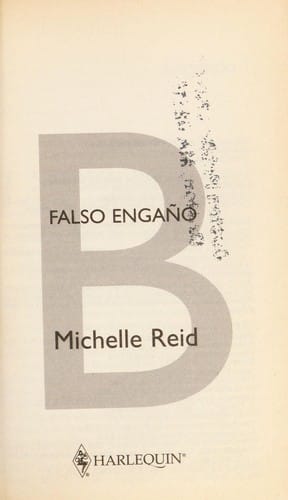 B
FALSO ENGAÑO
Michelle Reid
HARLEQUIN®